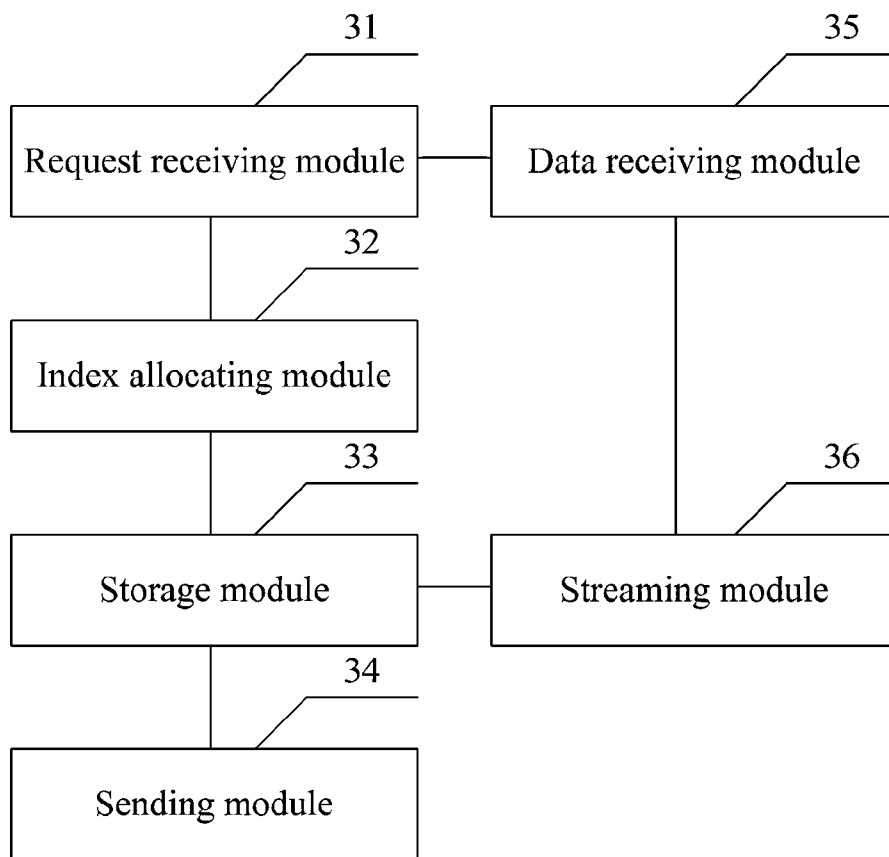 31
35
Request receiving module
Data receiving module
32
Index allocating module
33
36
Storage module
Streaming module
34
Sending module